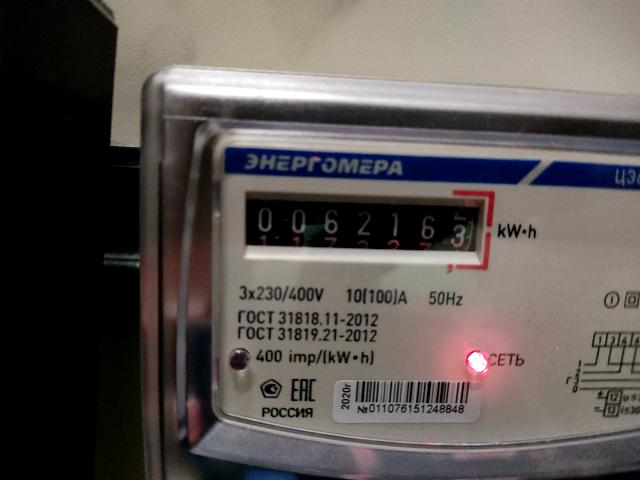 ЭНЕРГОМЕРА
0062163 kW•h
3x230/400V 10(100)A 50Hz
ГОСТ 31818.11-2012
ГОСТ 31819.21-2012
400 imp/(kW•h)
СЕТЬ
ЕАС
РОССИЯ
2020г
№011076151248848